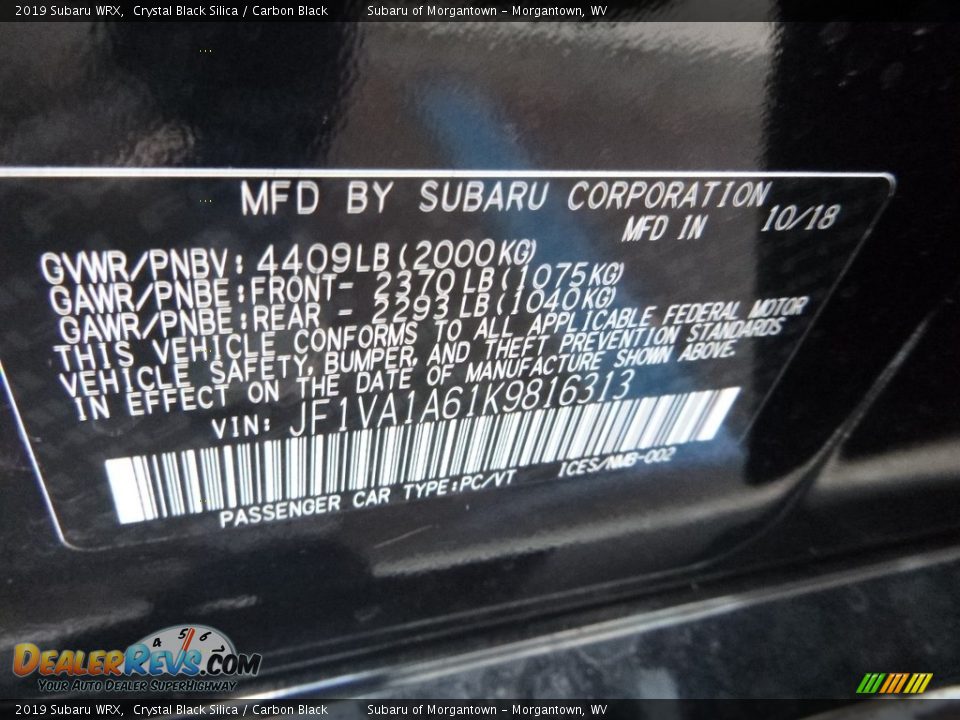 2019 Subaru WRX, Crystal Black Silica / Carbon Black Subaru of Morgantown - Morgantown, WV
MFD BY SUBARU CORPORATION
MFD IN 10/18
GVWR/PNBV: 4409LB(2000KG)
GAWR/PNBE:FRONT- 2370LB(1075KG)
GAWR/PNBE:REAR - 2293LB(1040KG)
THIS VEHICLE CONFORMS TO ALL APPLICABLE FEDERAL MOTOR
VEHICLE SAFETY, BUMPER, AND THEFT PREVENTION STANDARDS
IN EFFECT ON THE DATE OF MANUFACTURE SHOWN ABOVE.
VIN: JF1VA1A61K9816313
PASSENGER CAR TYPE:PC/VT ICES/NMB-002
4 5 6
DEALERREVS.COM
YOUR AUTO DEALER SUPERHIGHWAY
2019 Subaru WRX, Crystal Black Silica / Carbon Black Subaru of Morgantown - Morgantown, WV